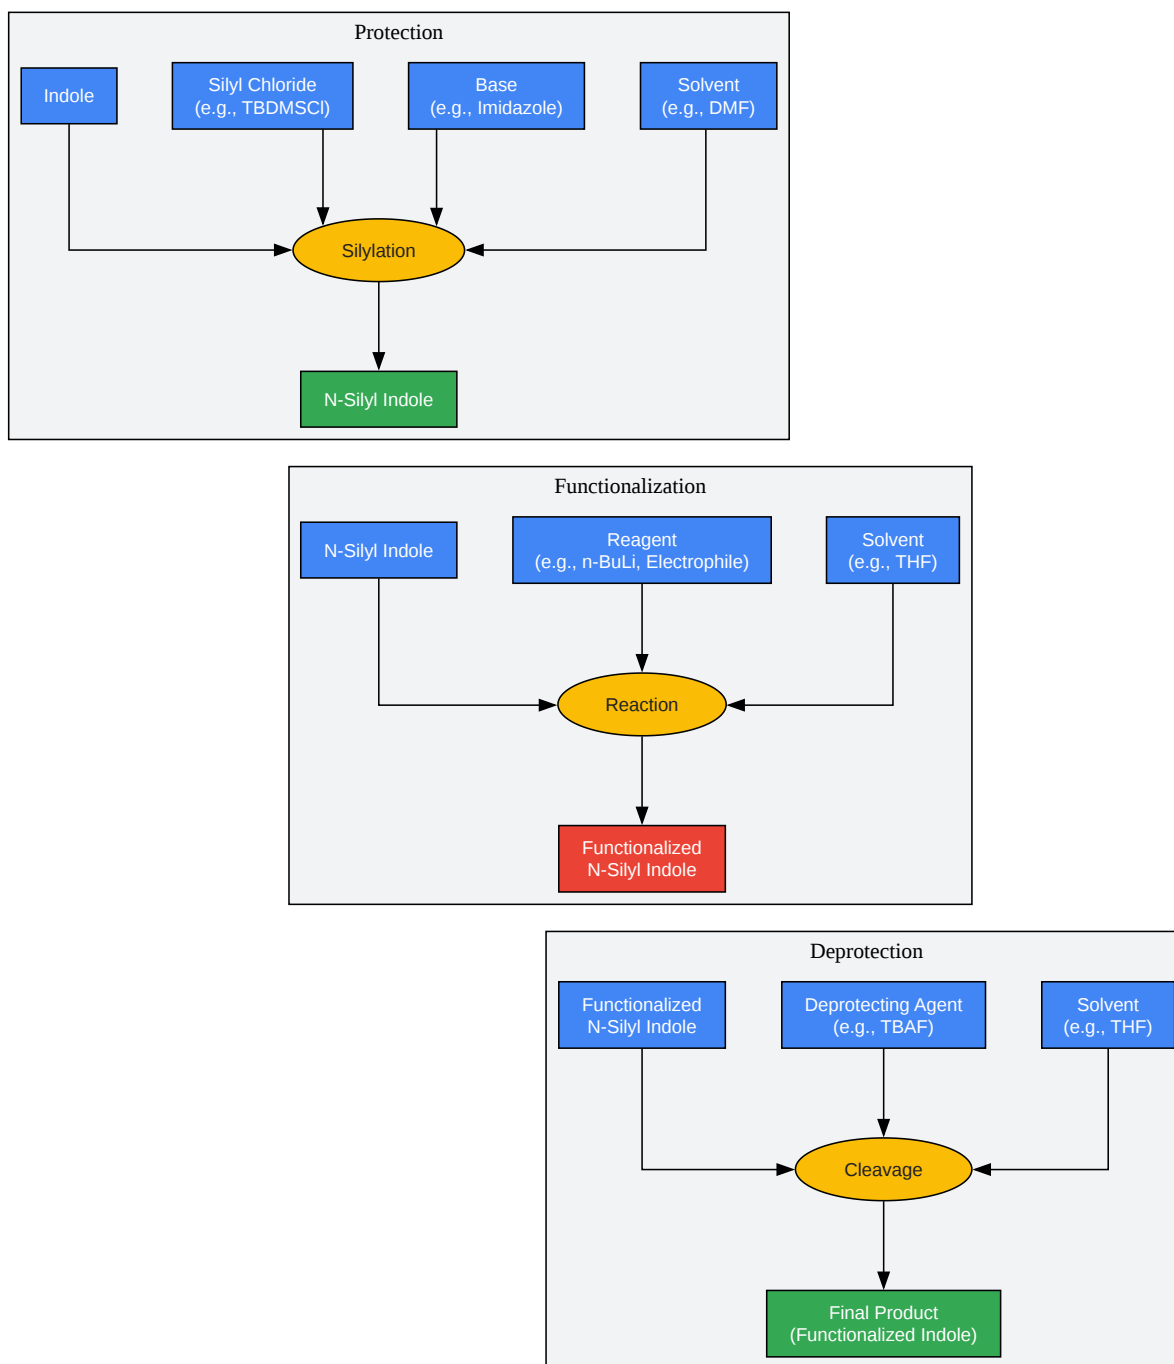 Protection
Indole
Silyl Chloride
(e.g., TBDMSCl)
Base
(e.g., Imidazole)
Solvent
(e.g., DMF)
Silylation
N-Silyl Indole
Functionalization
N-Silyl Indole
Reagent
(e.g., n-BuLi, Electrophile)
Solvent
(e.g., THF)
Reaction
Functionalized
N-Silyl Indole
Deprotection
Functionalized
N-Silyl Indole
Deprotecting Agent
(e.g., TBAF)
Solvent
(e.g., THF)
Cleavage
Final Product
(Functionalized Indole)